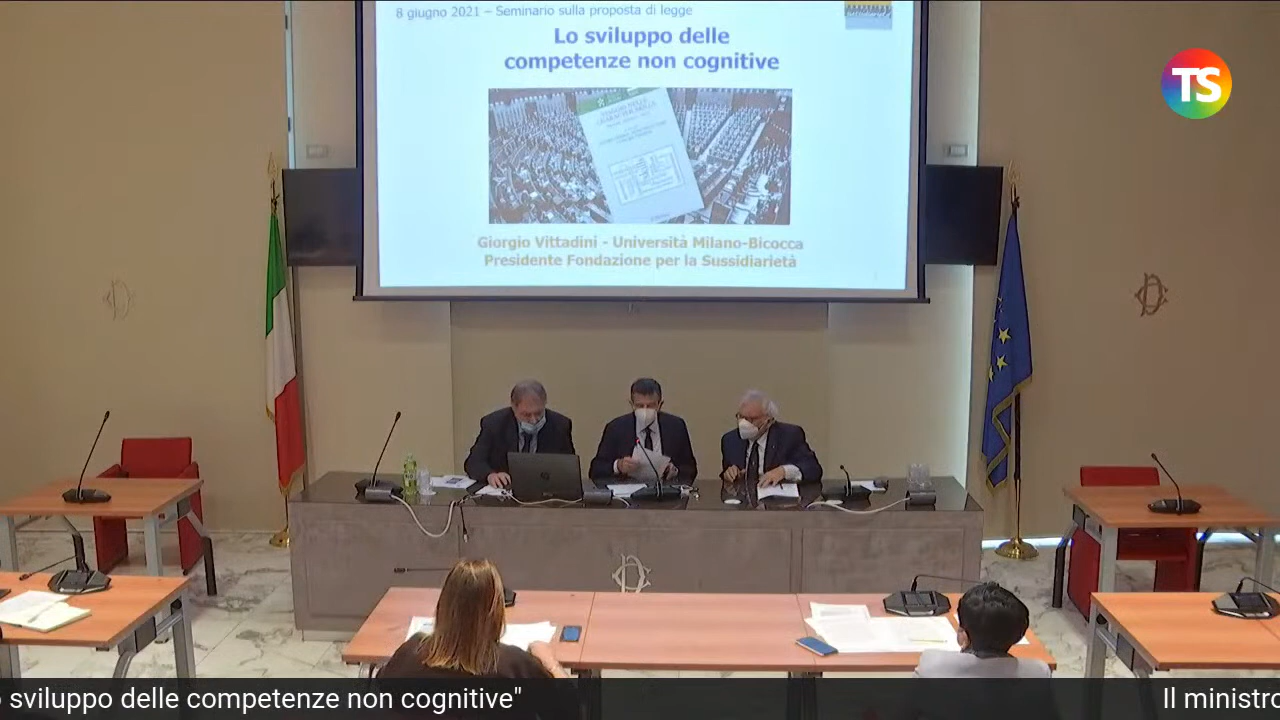 8 giugno 2021 – Seminario sulla proposta di legge
Lo sviluppo delle
competenze non cognitive
Giorgio Vittadini - Università Milano-Bicocca
Presidente Fondazione per la Sussidiarietà
TS
sviluppo delle competenze non cognitive"
Il ministro